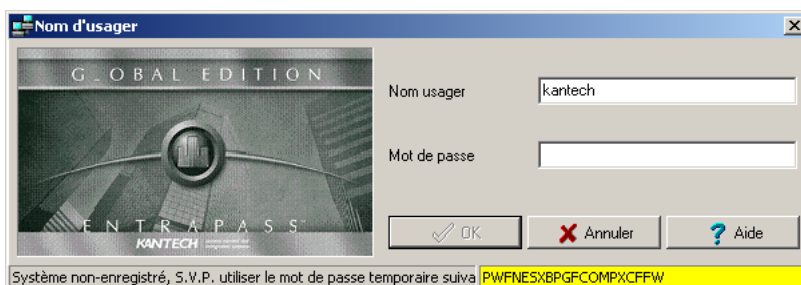 Nom d'usager
GLOBAL EDITION
ENTRAPASS
KANTECH
Nom usager
kantech
Mot de passe
OK
Annuler
Aide
Système non-enregistré, S.V.P. utiliser le mot de passe temporaire suiva
PWFNESXBPGFCOMPXCFFW